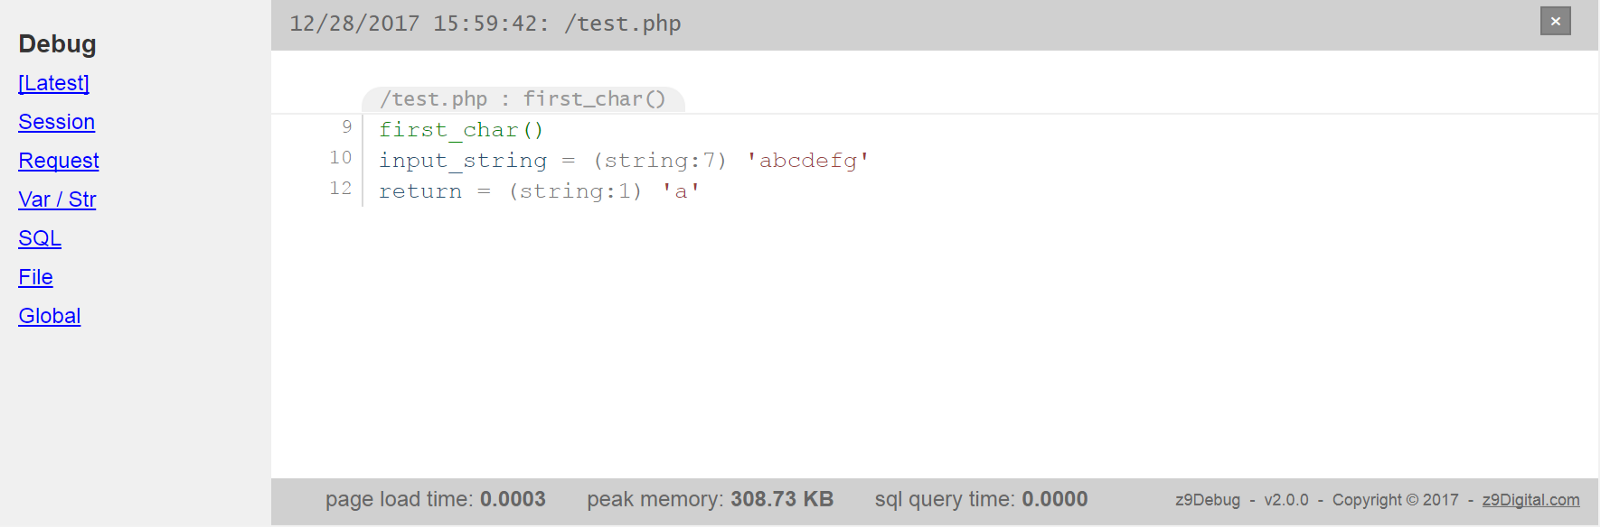 Debug
[Latest]
Session
Request
Var / Str
SQL
File
Global
12/28/2017 15:59:42: /test.php
×
/test.php : first_char()
9 first_char()
10 input_string = (string:7) 'abcdefg'
12 return = (string:1) 'a'
page load time: 0.0003 peak memory: 308.73 KB sql query time: 0.0000 z9Debug - v2.0.0 - Copyright © 2017 - z9Digital.com